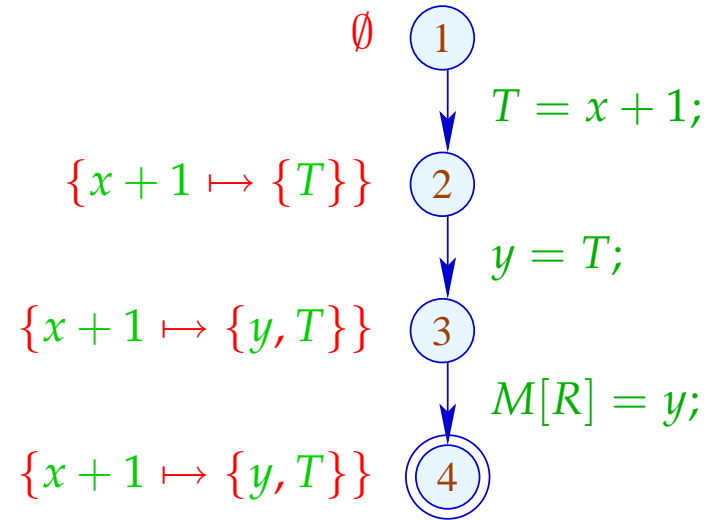 ∅ 1
T = x + 1;
{x + 1 ↦ {T}} 2
y = T;
{x + 1 ↦ {y, T}} 3
M[R] = y;
{x + 1 ↦ {y, T}} 4